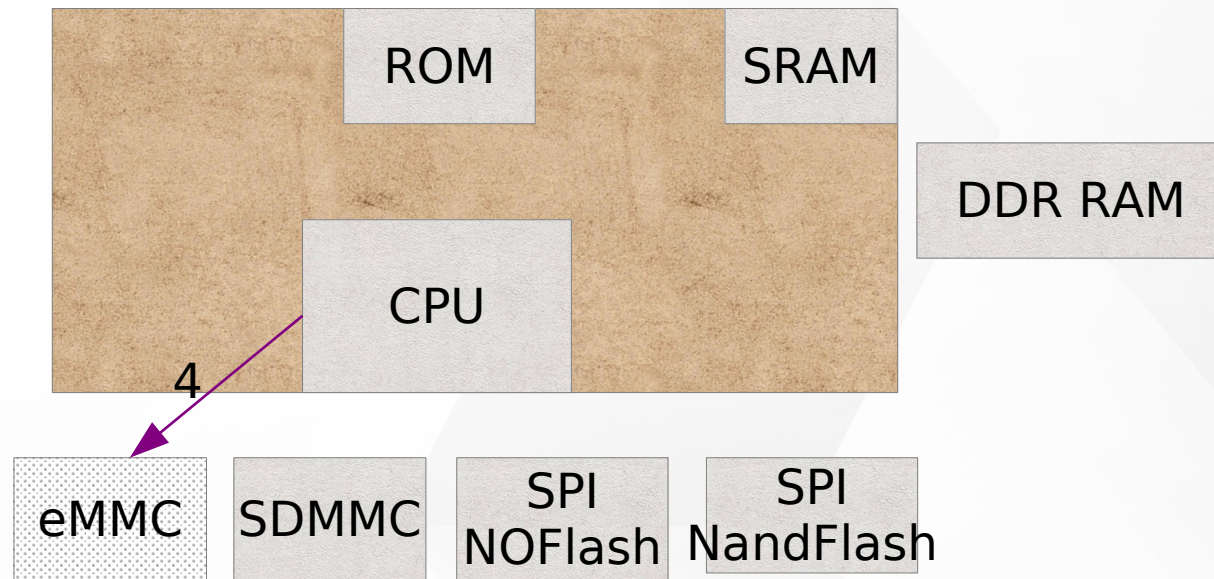 ROM
SRAM
DDR RAM
CPU
4
eMMC
SDMMC
SPI
NOFlash
SPI
NandFlash